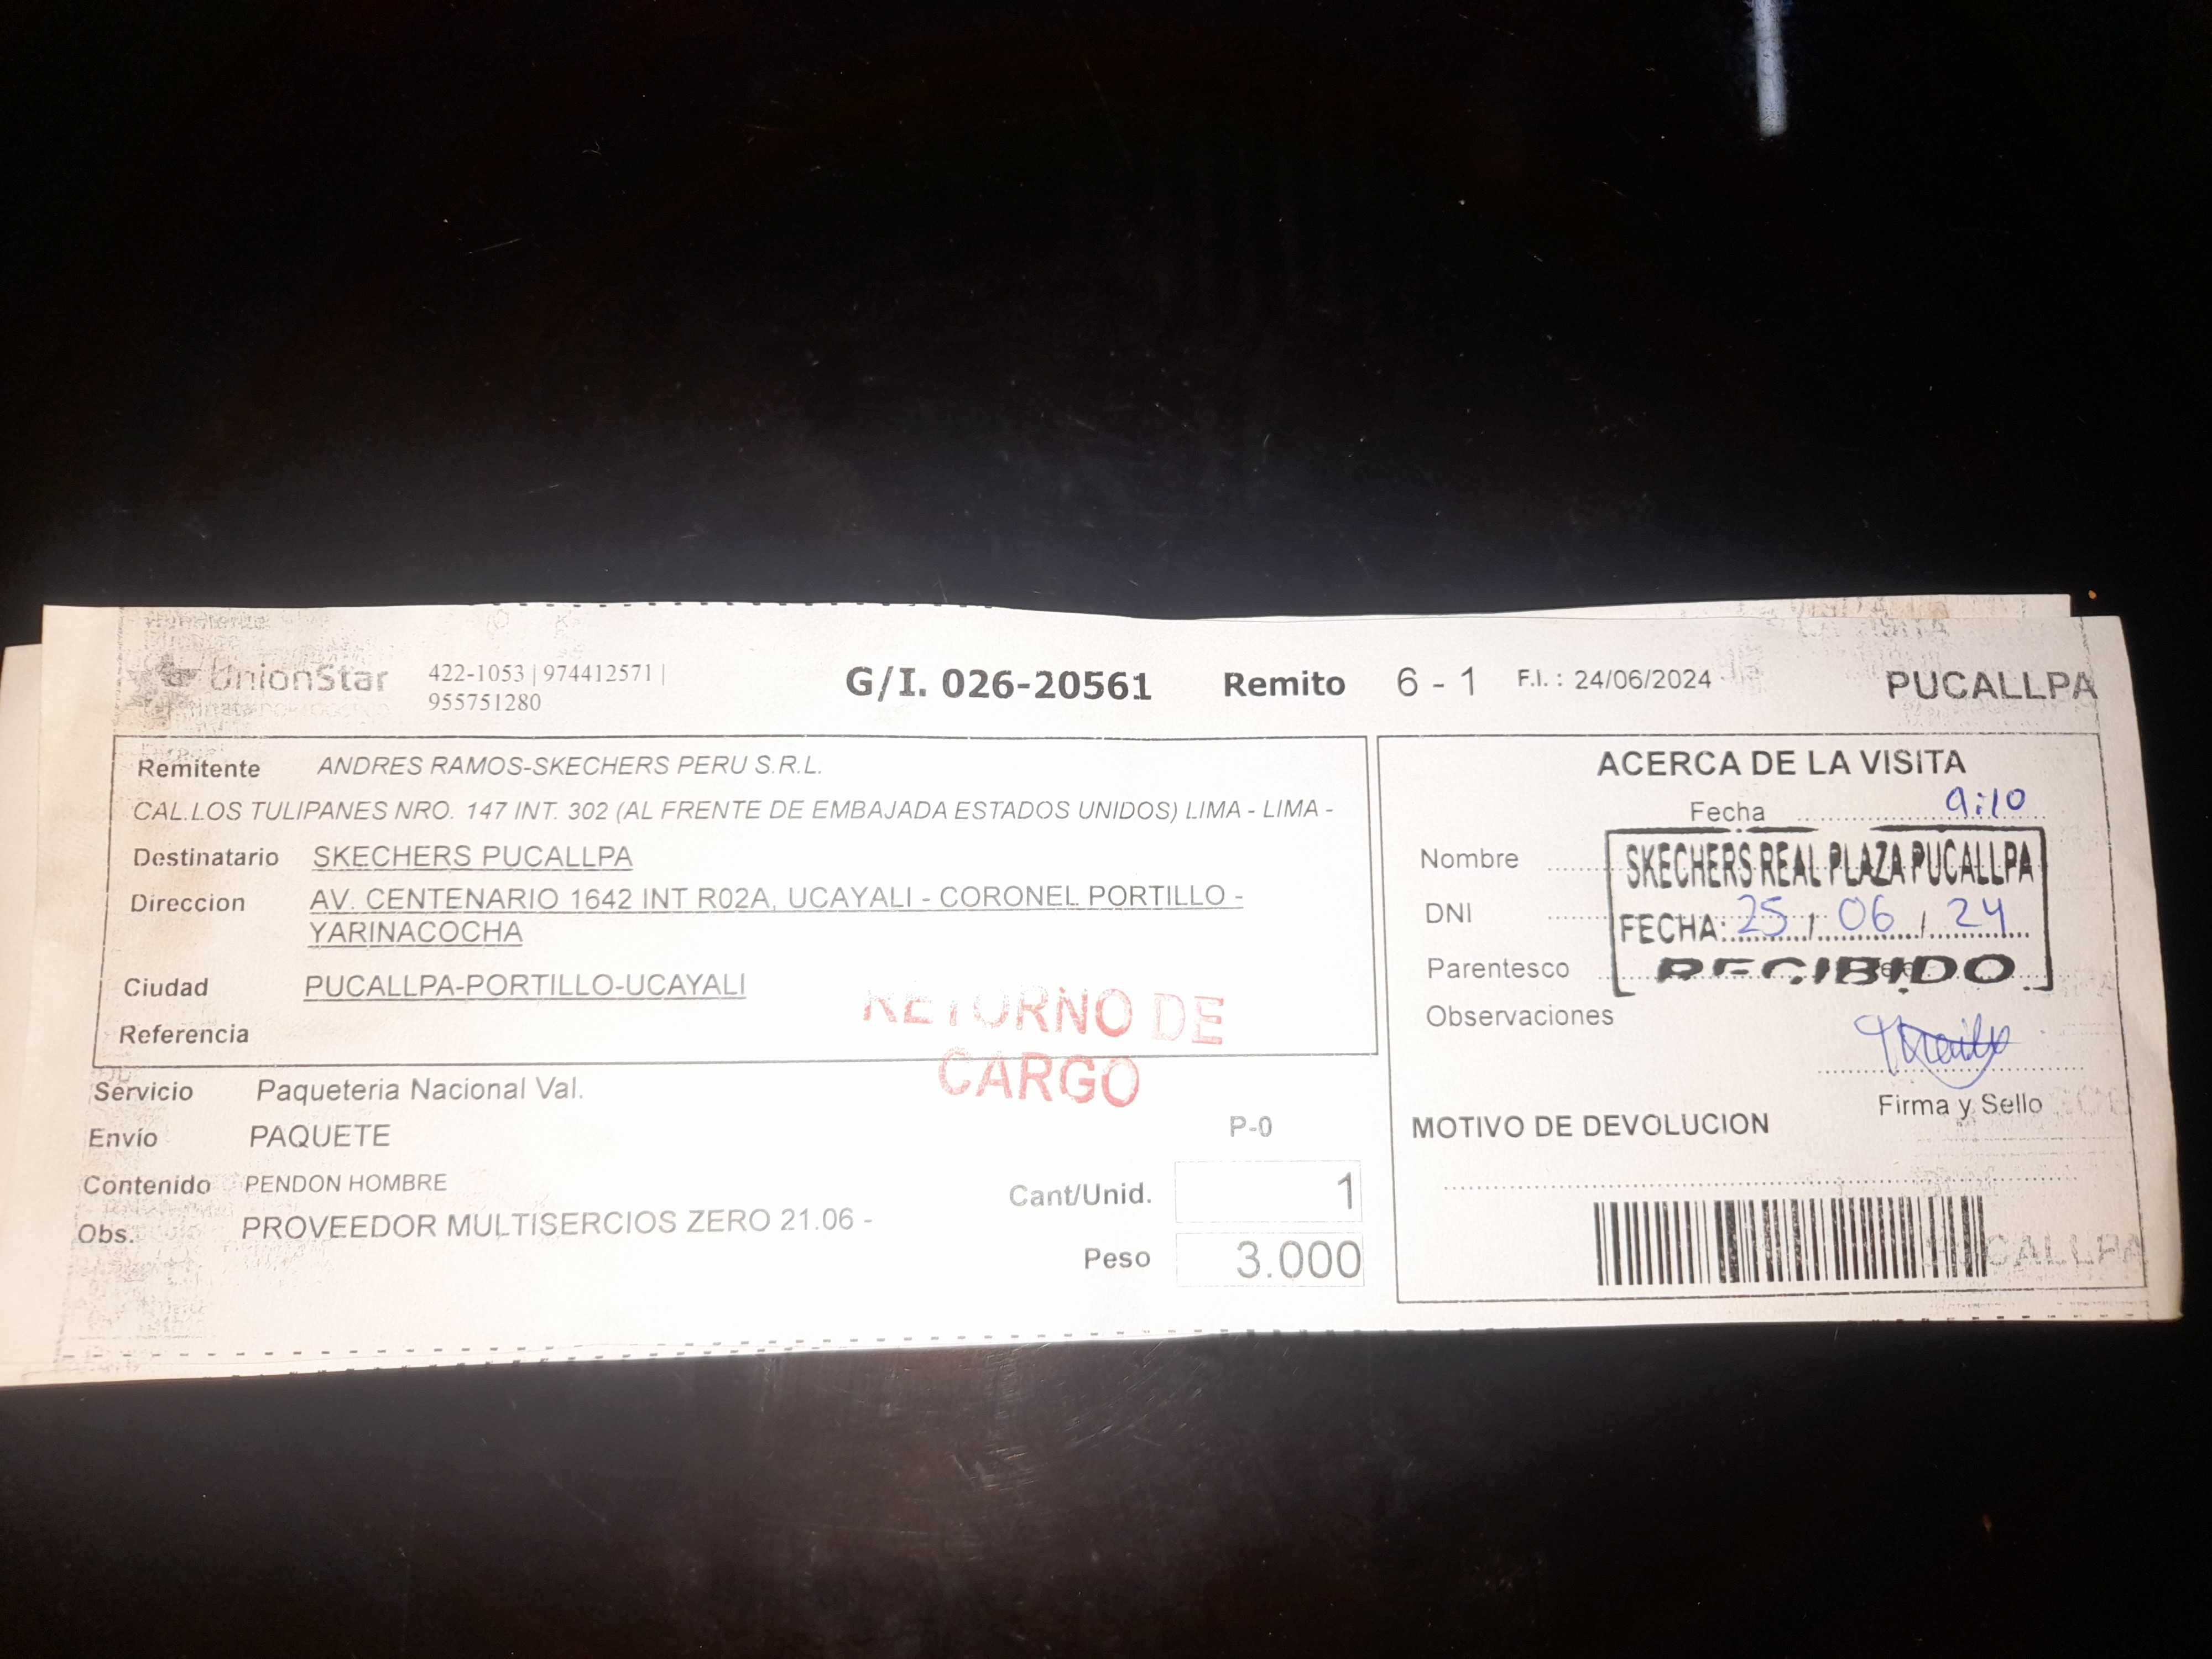 UnionStar
422-1053 | 974412571 |
955751280
G/I. 026-20561 Remito 6 - 1 F.I. : 24/06/2024
PUCALLPA
Remitente ANDRES RAMOS-SKECHERS PERU S.R.L.
CAL.LOS TULIPANES NRO. 147 INT. 302 (AL FRENTE DE EMBAJADA ESTADOS UNIDOS) LIMA - LIMA -
Destinatario SKECHERS PUCALLPA
Direccion AV. CENTENARIO 1642 INT R02A, UCAYALI - CORONEL PORTILLO -
YARINACOCHA
Ciudad PUCALLPA-PORTILLO-UCAYALI
Referencia
RETORNO DE
CARGO
Servicio Paqueteria Nacional Val.
Envío PAQUETE
P-0
Contenido PENDON HOMBRE
Cant/Unid. 1
Obs. PROVEEDOR MULTISERCIOS ZERO 21.06 -
Peso 3.000
ACERCA DE LA VISITA
Fecha 9:10
Nombre
SKECHERS REAL PLAZA PUCALLPA
DNI
FECHA: 25 / 06 / 24
Parentesco
RECIBIDO
Observaciones
Firma y Sello
MOTIVO DE DEVOLUCION
PUCALLPA